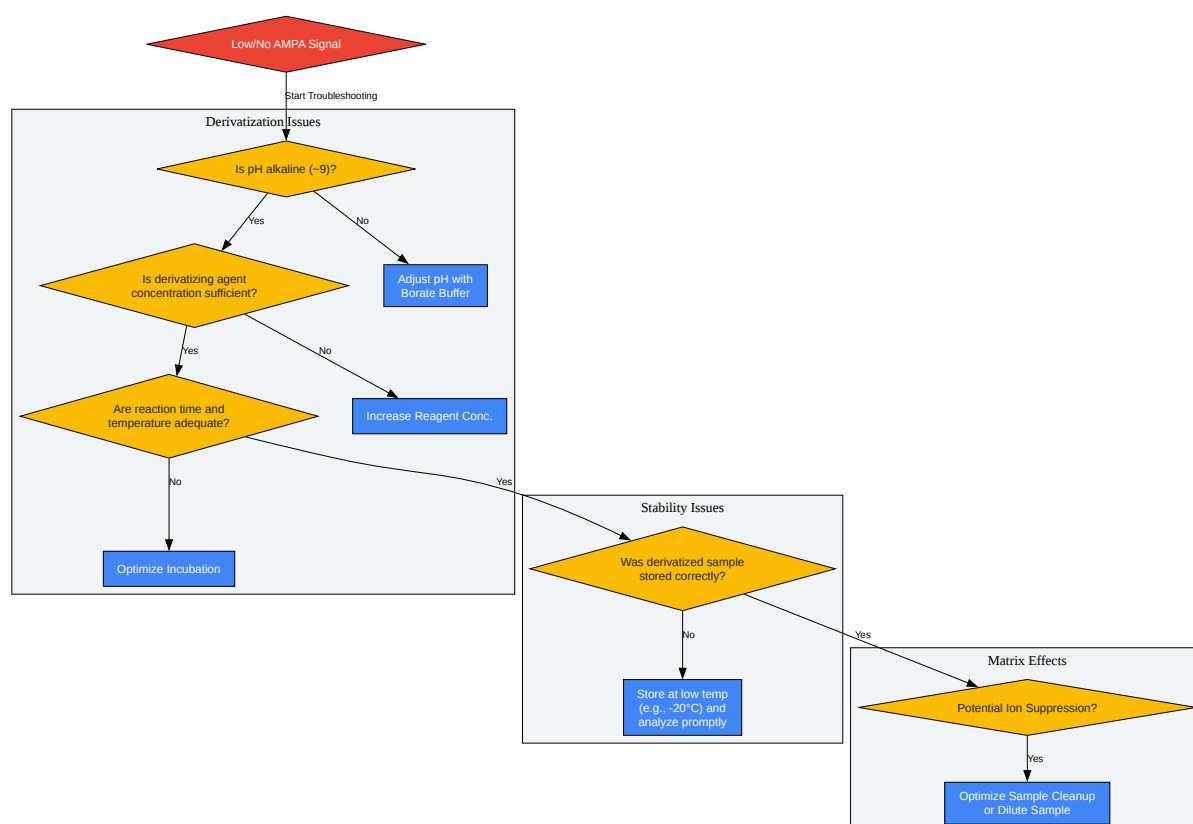 Low/No AMPA Signal
Start Troubleshooting
Derivatization Issues
Is pH alkaline (~9)?
Yes
No
Is derivatizing agent
concentration sufficient?
Adjust pH with
Borate Buffer
Yes
No
Are reaction time and
temperature adequate?
Increase Reagent Conc.
No
Yes
Optimize Incubation
Stability Issues
Was derivatized sample
stored correctly?
No
Yes
Store at low temp
(e.g., -20°C) and
analyze promptly
Matrix Effects
Potential Ion Suppression?
Yes
Optimize Sample Cleanup
or Dilute Sample